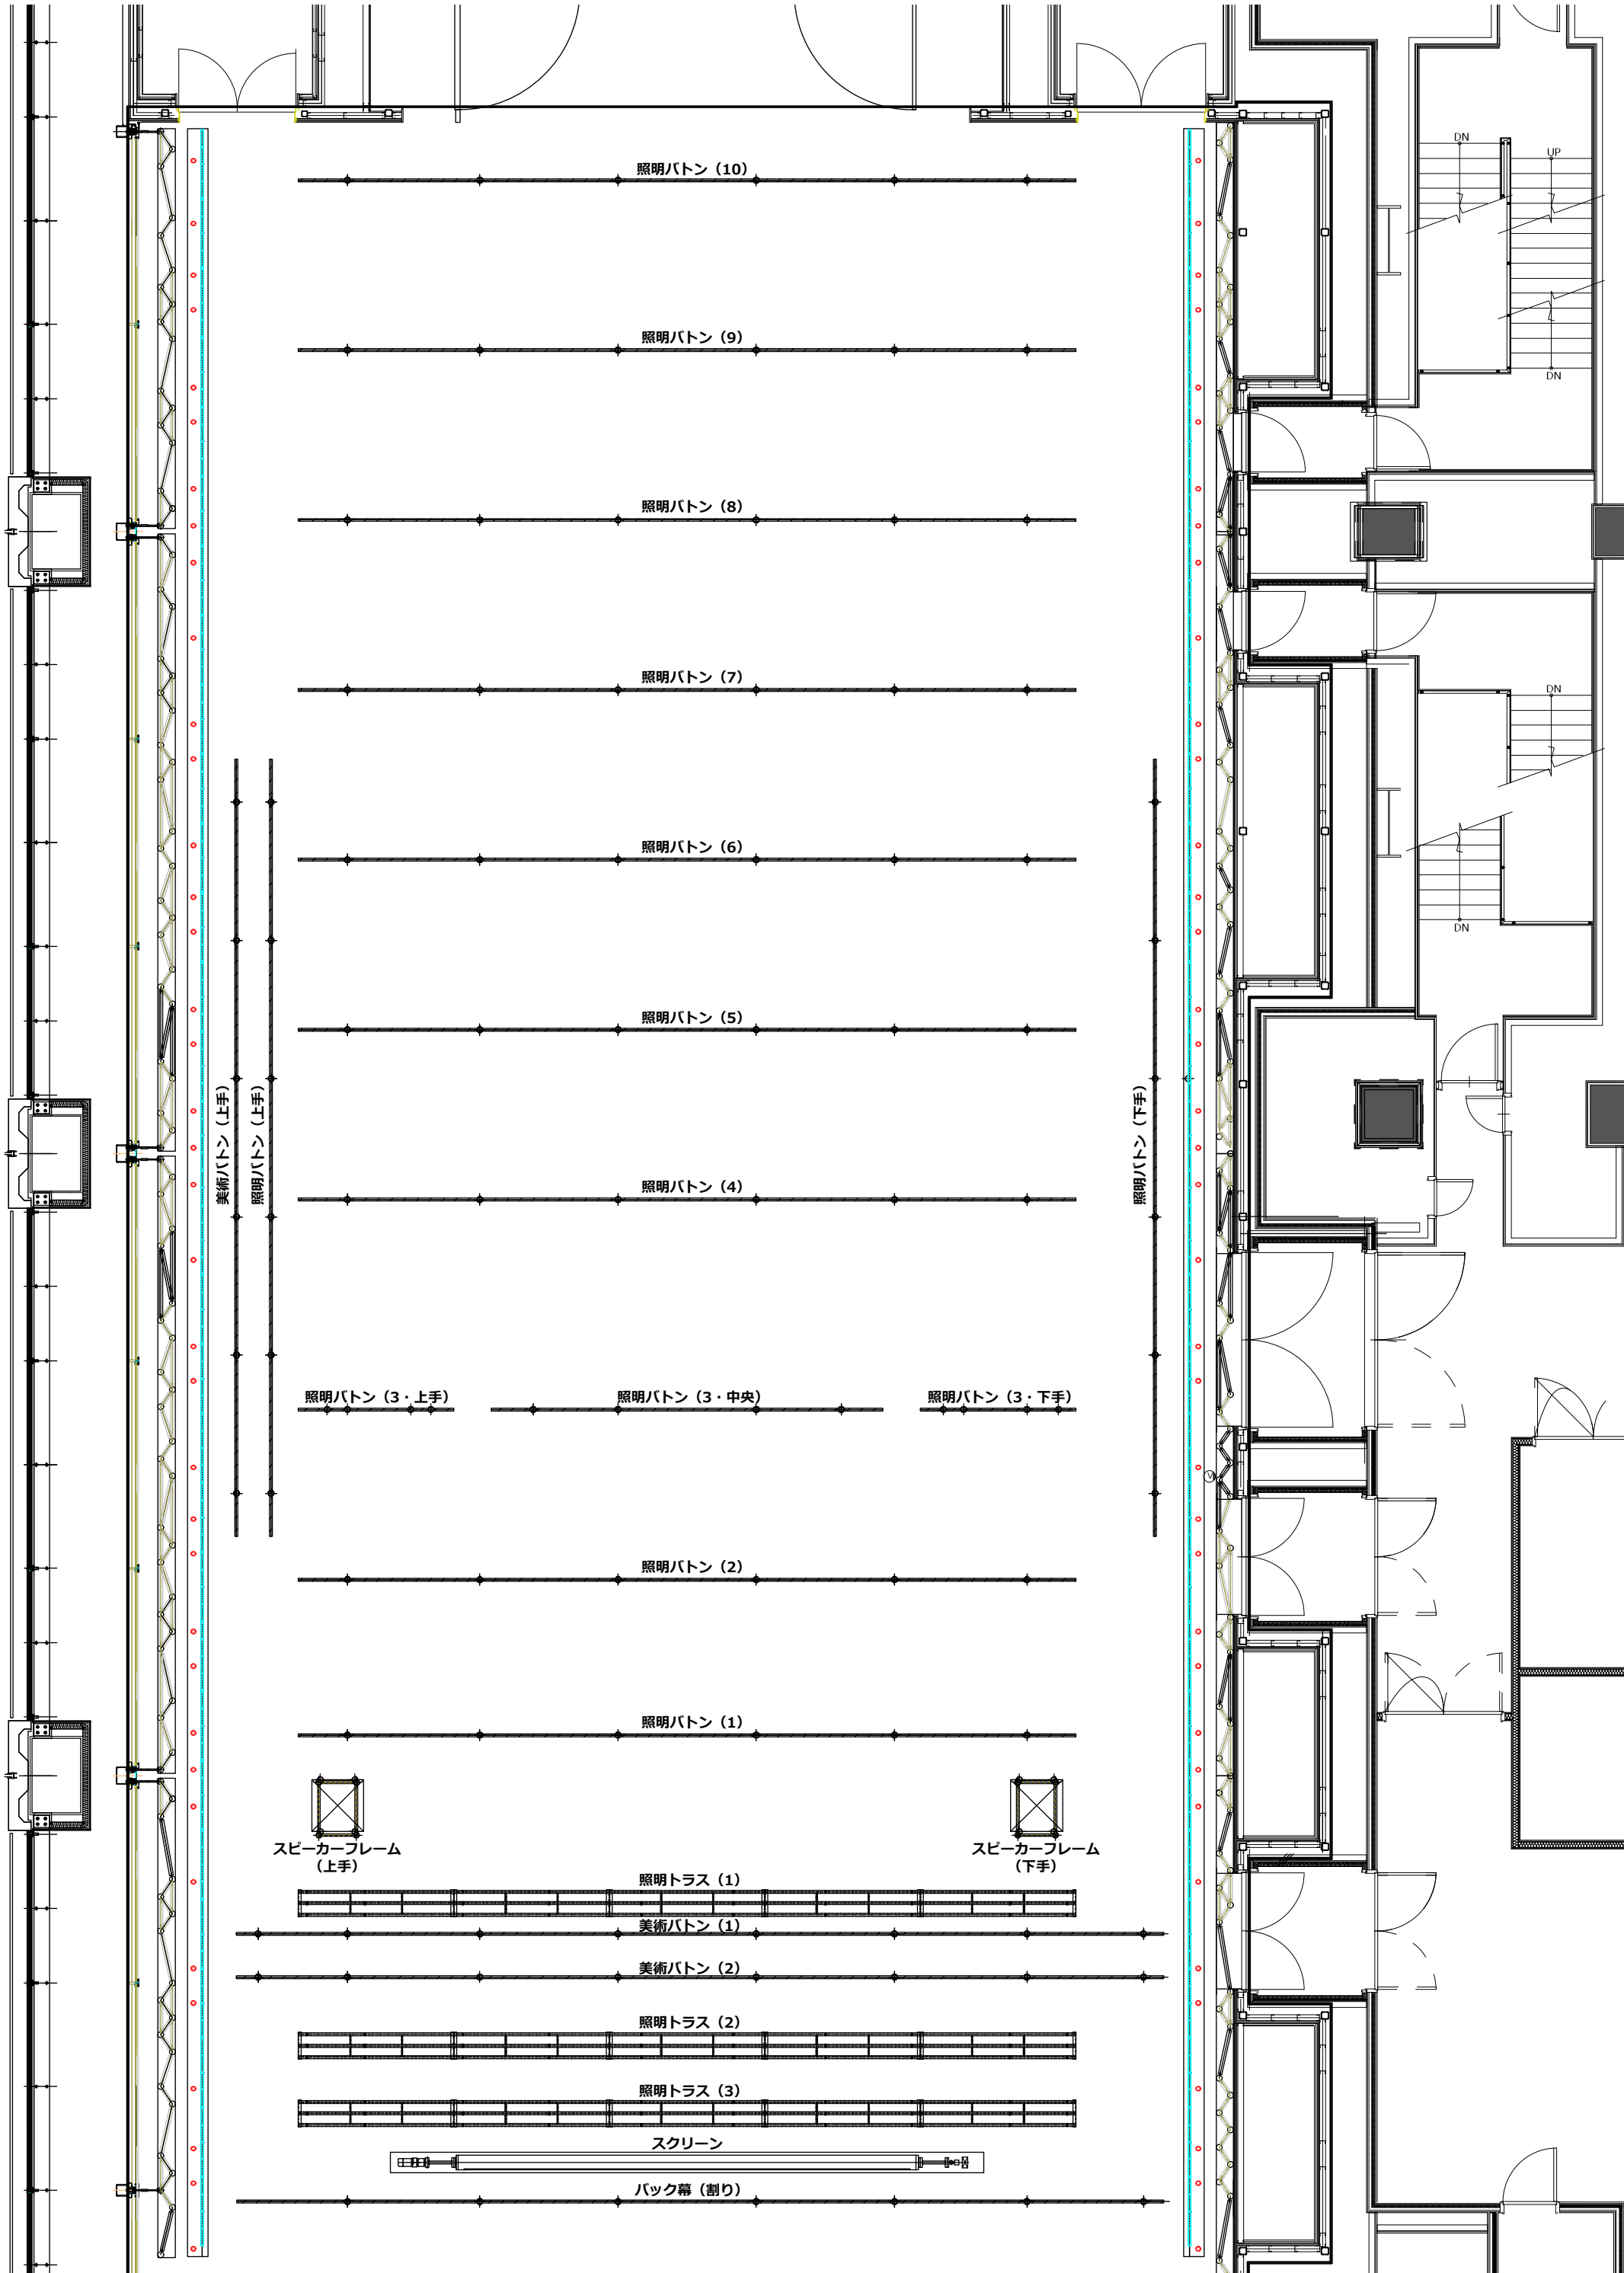 DN
UP
照明バトン（10）
照明バトン（9）
DN
照明バトン（8）
照明バトン（7）
DN
照明バトン（6）
DN
照明バトン（5）
美術バトン（上手）
照明バトン（上手）
照明バトン（下手）
照明バトン（4）
照明バトン（3・上手）
照明バトン（3・中央）
照明バトン（3・下手）
照明バトン（2）
照明バトン（1）
スピーカーフレーム
（上手）
スピーカーフレーム
（下手）
照明トラス（1）
美術バトン（1）
美術バトン（2）
照明トラス（2）
照明トラス（3）
スクリーン
バック幕（割り）